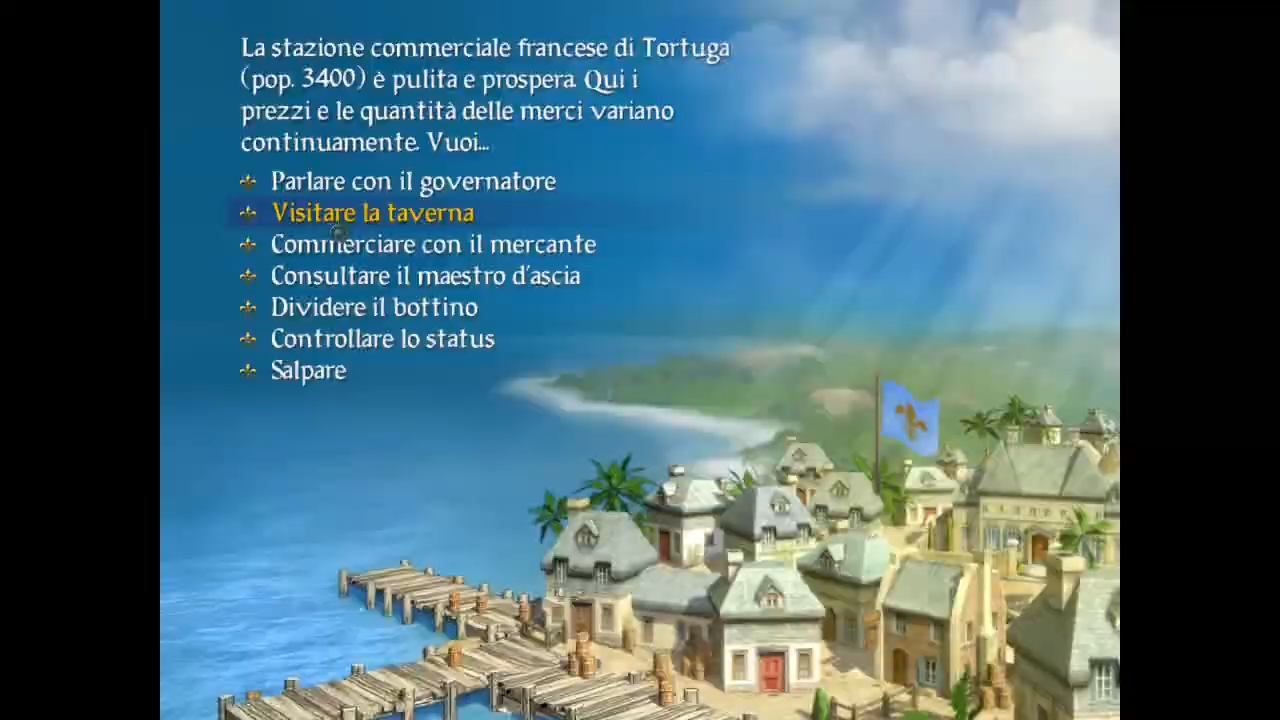 La stazione commerciale francese di Tortuga
(pop. 3400) è pulita e prospera. Qui i
prezzi e le quantità delle merci variano
continuamente. Vuoi...
Parlare con il governatore
Visitare la taverna
Commerciare con il mercante
Consultare il maestro d'ascia
Dividere il bottino
Controllare lo status
Salpare